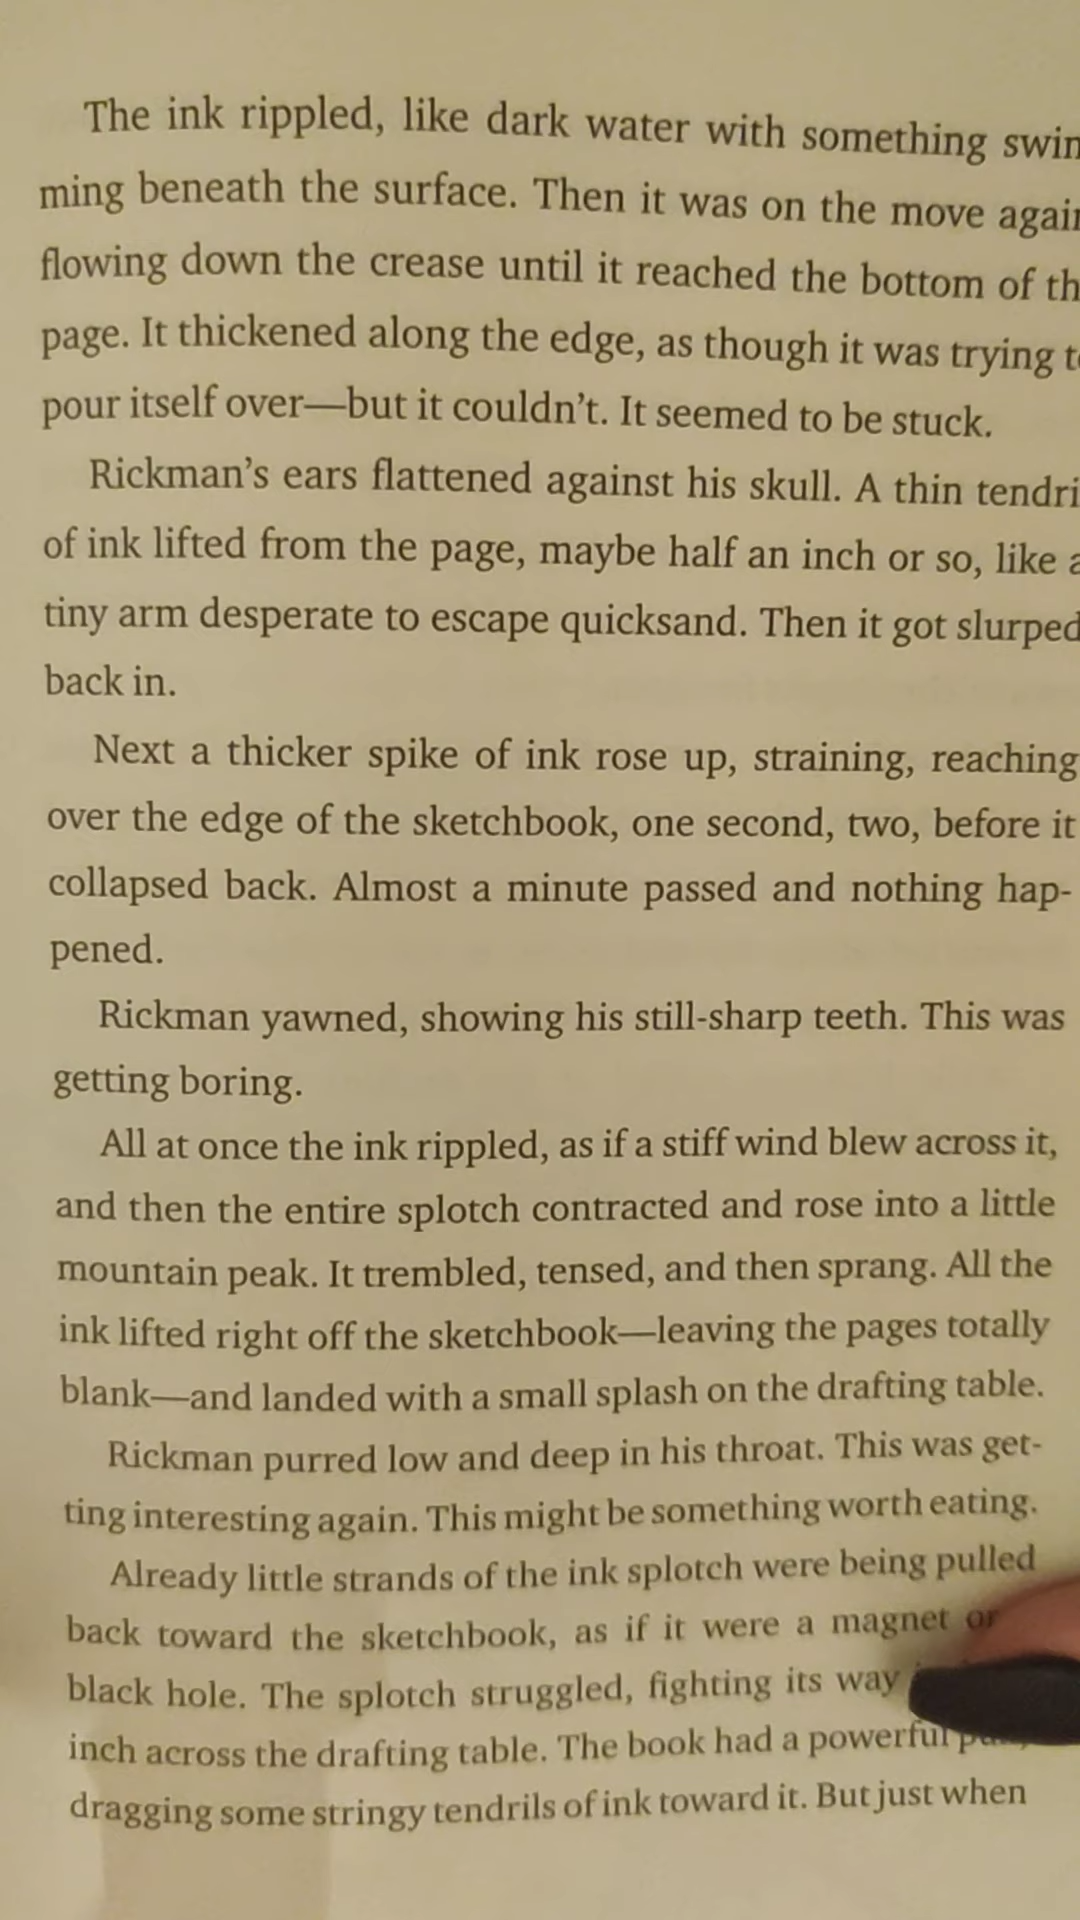 The ink rippled, like dark water with something swim
ming beneath the surface. Then it was on the move again
flowing down the crease until it reached the bottom of th
page. It thickened along the edge, as though it was trying to
pour itself over—but it couldn't. It seemed to be stuck.
Rickman's ears flattened against his skull. A thin tendri
of ink lifted from the page, maybe half an inch or so, like a
tiny arm desperate to escape quicksand. Then it got slurped
back in.
Next a thicker spike of ink rose up, straining, reaching
over the edge of the sketchbook, one second, two, before it
collapsed back. Almost a minute passed and nothing hap-
pened.
Rickman yawned, showing his still-sharp teeth. This was
getting boring.
All at once the ink rippled, as if a stiff wind blew across it,
and then the entire splotch contracted and rose into a little
mountain peak. It trembled, tensed, and then sprang. All the
ink lifted right off the sketchbook—leaving the pages totally
blank—and landed with a small splash on the drafting table.
Rickman purred low and deep in his throat. This was get-
ting interesting again. This might be something worth eating.
Already little strands of the ink splotch were being pulled
back toward the sketchbook, as if it were a magnet or
black hole. The splotch struggled, fighting its way
inch across the drafting table. The book had a powerful
dragging some stringy tendrils of ink toward it. But just when